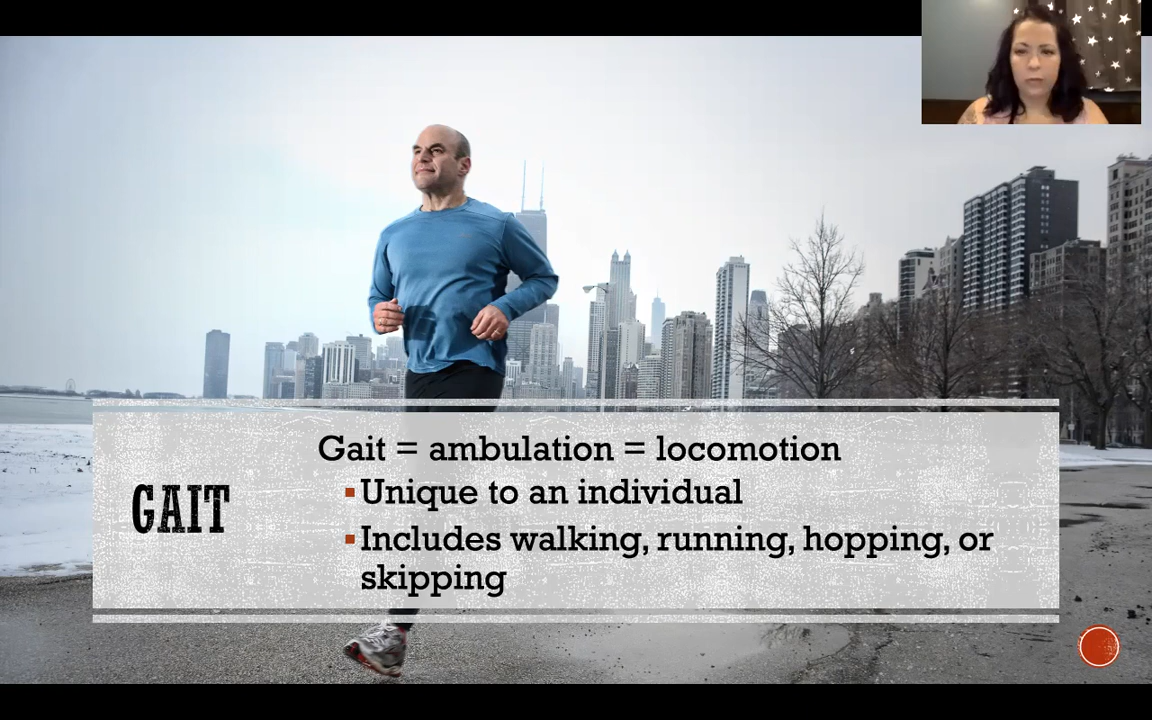 Gait = ambulation = locomotion
GAIT
▪Unique to an individual
▪Includes walking, running, hopping, or
skipping